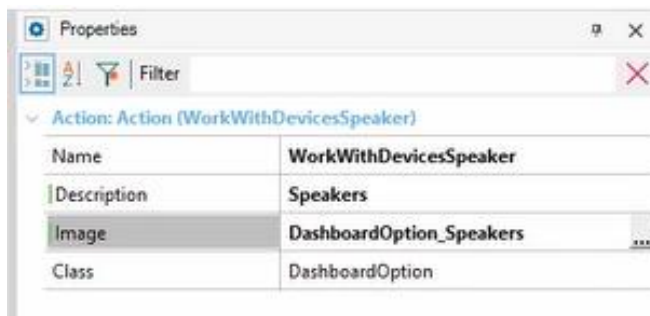 Properties
Filter
Action: Action (WorkWithDevicesSpeaker)
Name WorkWithDevicesSpeaker
Description Speakers
Image DashboardOption_Speakers ...
Class DashboardOption